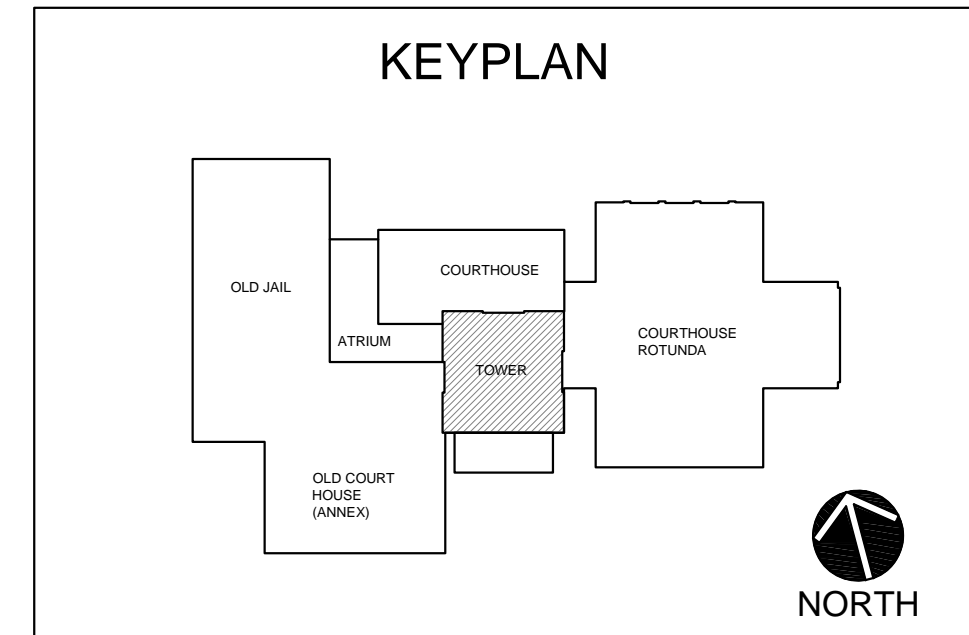 KEYPLAN
OLD JAIL
COURTHOUSE
ATRIUM
COURTHOUSE
ROTUNDA
TOWER
OLD COURT
HOUSE
(ANNEX)
NORTH